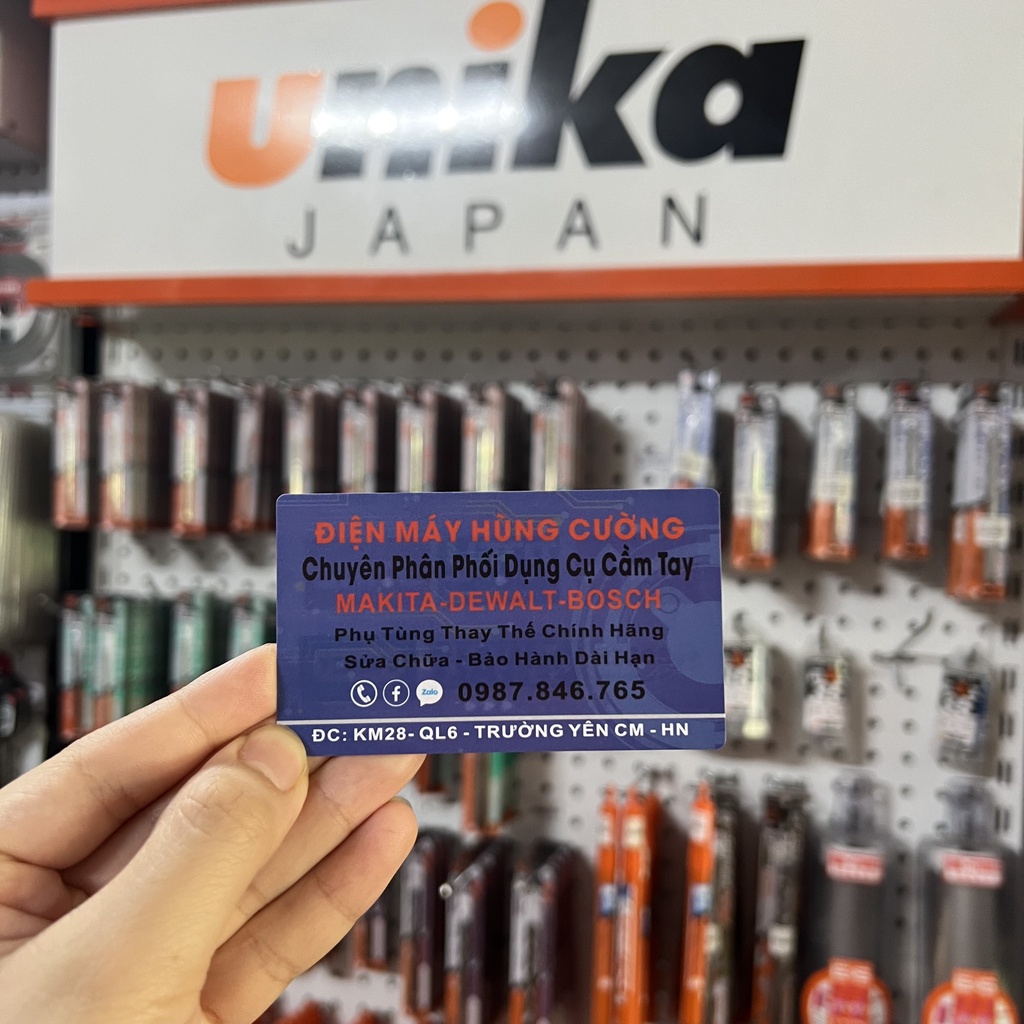 unika
JAPAN
ĐIỆN MÁY HÙNG CƯỜNG
Chuyên Phân Phối Dụng Cụ Cầm Tay
MAKITA-DEWALT-BOSCH
Phụ Tùng Thay Thế Chính Hãng
Sửa Chữa - Bảo Hành Dài Hạn
Zalo 0987.846.765
ĐC: KM28- QL6 - TRƯỜNG YÊN CM - HN